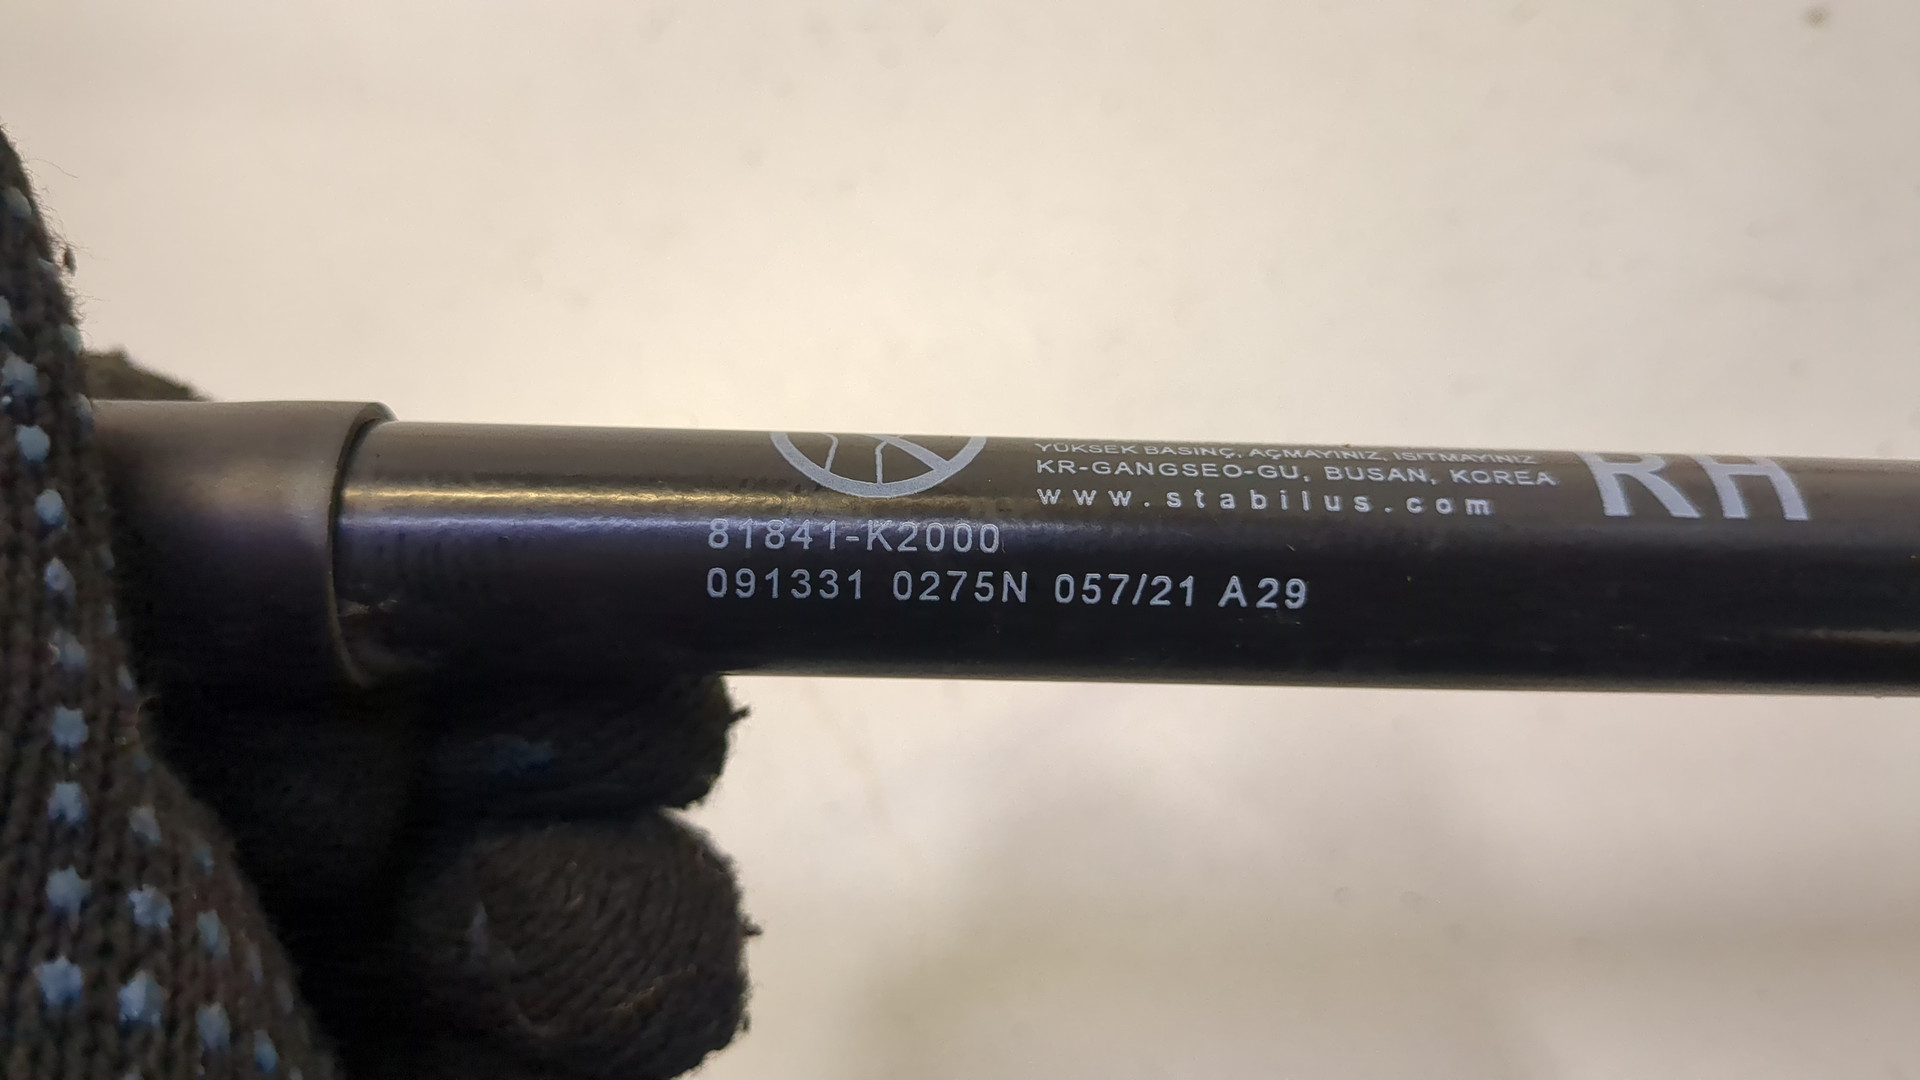 YÜKSEK BASINÇ, AÇMAYINIZ, ISITMAYINIZ
KR-GANGSEO-GU, BUSAN, KOREA
www.stabilus.com
RH
81841-K2000
091331 0275N 057/21 A29